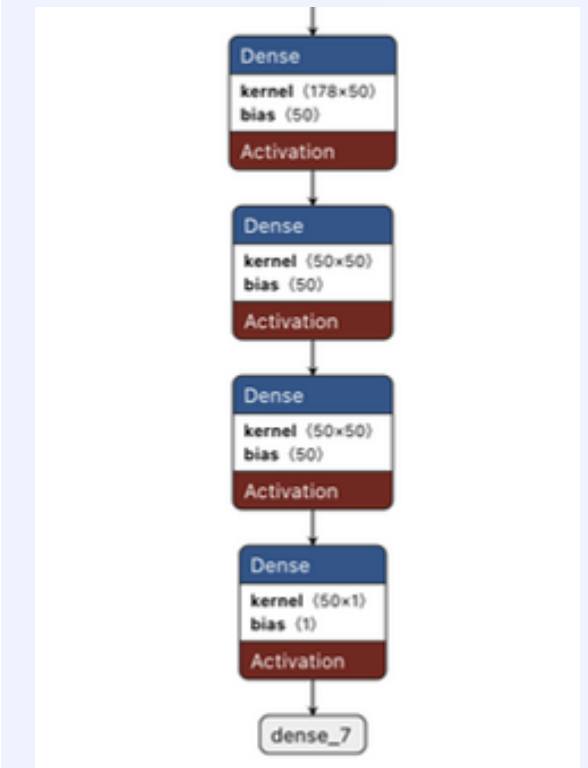 Dense
kernel ⟨178×50⟩
bias ⟨50⟩
Activation
Dense
kernel ⟨50×50⟩
bias ⟨50⟩
Activation
Dense
kernel ⟨50×50⟩
bias ⟨50⟩
Activation
Dense
kernel ⟨50×1⟩
bias ⟨1⟩
Activation
dense_7